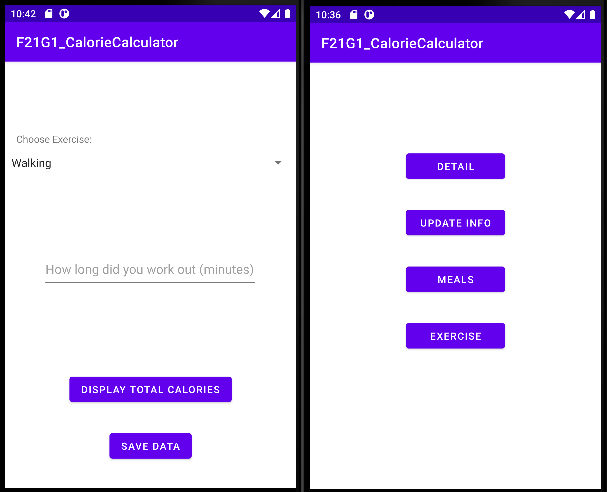 10:42
F21G1_CalorieCalculator
Choose Exercise:
Walking
How long did you work out (minutes)
DISPLAY TOTAL CALORIES
SAVE DATA
10:36
F21G1_CalorieCalculator
DETAIL
UPDATE INFO
MEALS
EXERCISE